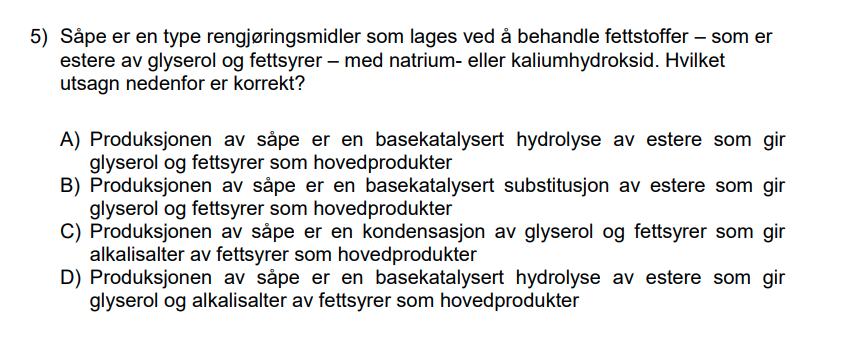 5) Såpe er en type rengjøringsmidler som lages ved å behandle fettstoffer – som er
estere av glyserol og fettsyrer – med natrium- eller kaliumhydroksid. Hvilket
utsagn nedenfor er korrekt?
A) Produksjonen av såpe er en basekatalysert hydrolyse av estere som gir
glyserol og fettsyrer som hovedprodukter
B) Produksjonen av såpe er en basekatalysert substitusjon av estere som gir
glyserol og fettsyrer som hovedprodukter
C) Produksjonen av såpe er en kondensasjon av glyserol og fettsyrer som gir
alkalisalter av fettsyrer som hovedprodukter
D) Produksjonen av såpe er en basekatalysert hydrolyse av estere som gir
glyserol og alkalisalter av fettsyrer som hovedprodukter